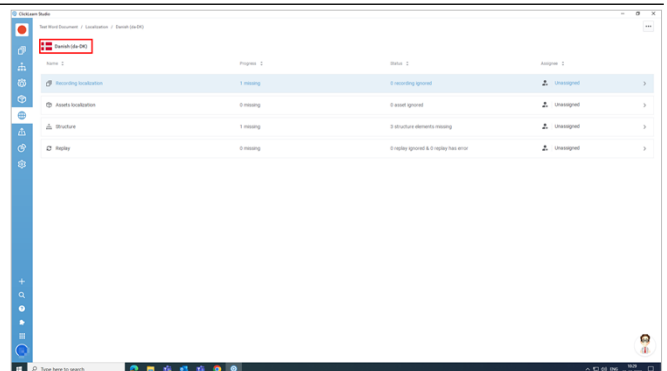 ClickLearn Studio
Test Word Document / Localization / Danish (da-DK)
Danish (da-DK)
Name Progress Status Assignee
Recording localization 1 missing 0 recording ignored Unassigned
Assets localization 0 missing 0 asset ignored Unassigned
Structure 1 missing 0 structure elements missing Unassigned
Replay 0 missing 0 replay ignored & 0 replay has error Unassigned
Type here to search ENG